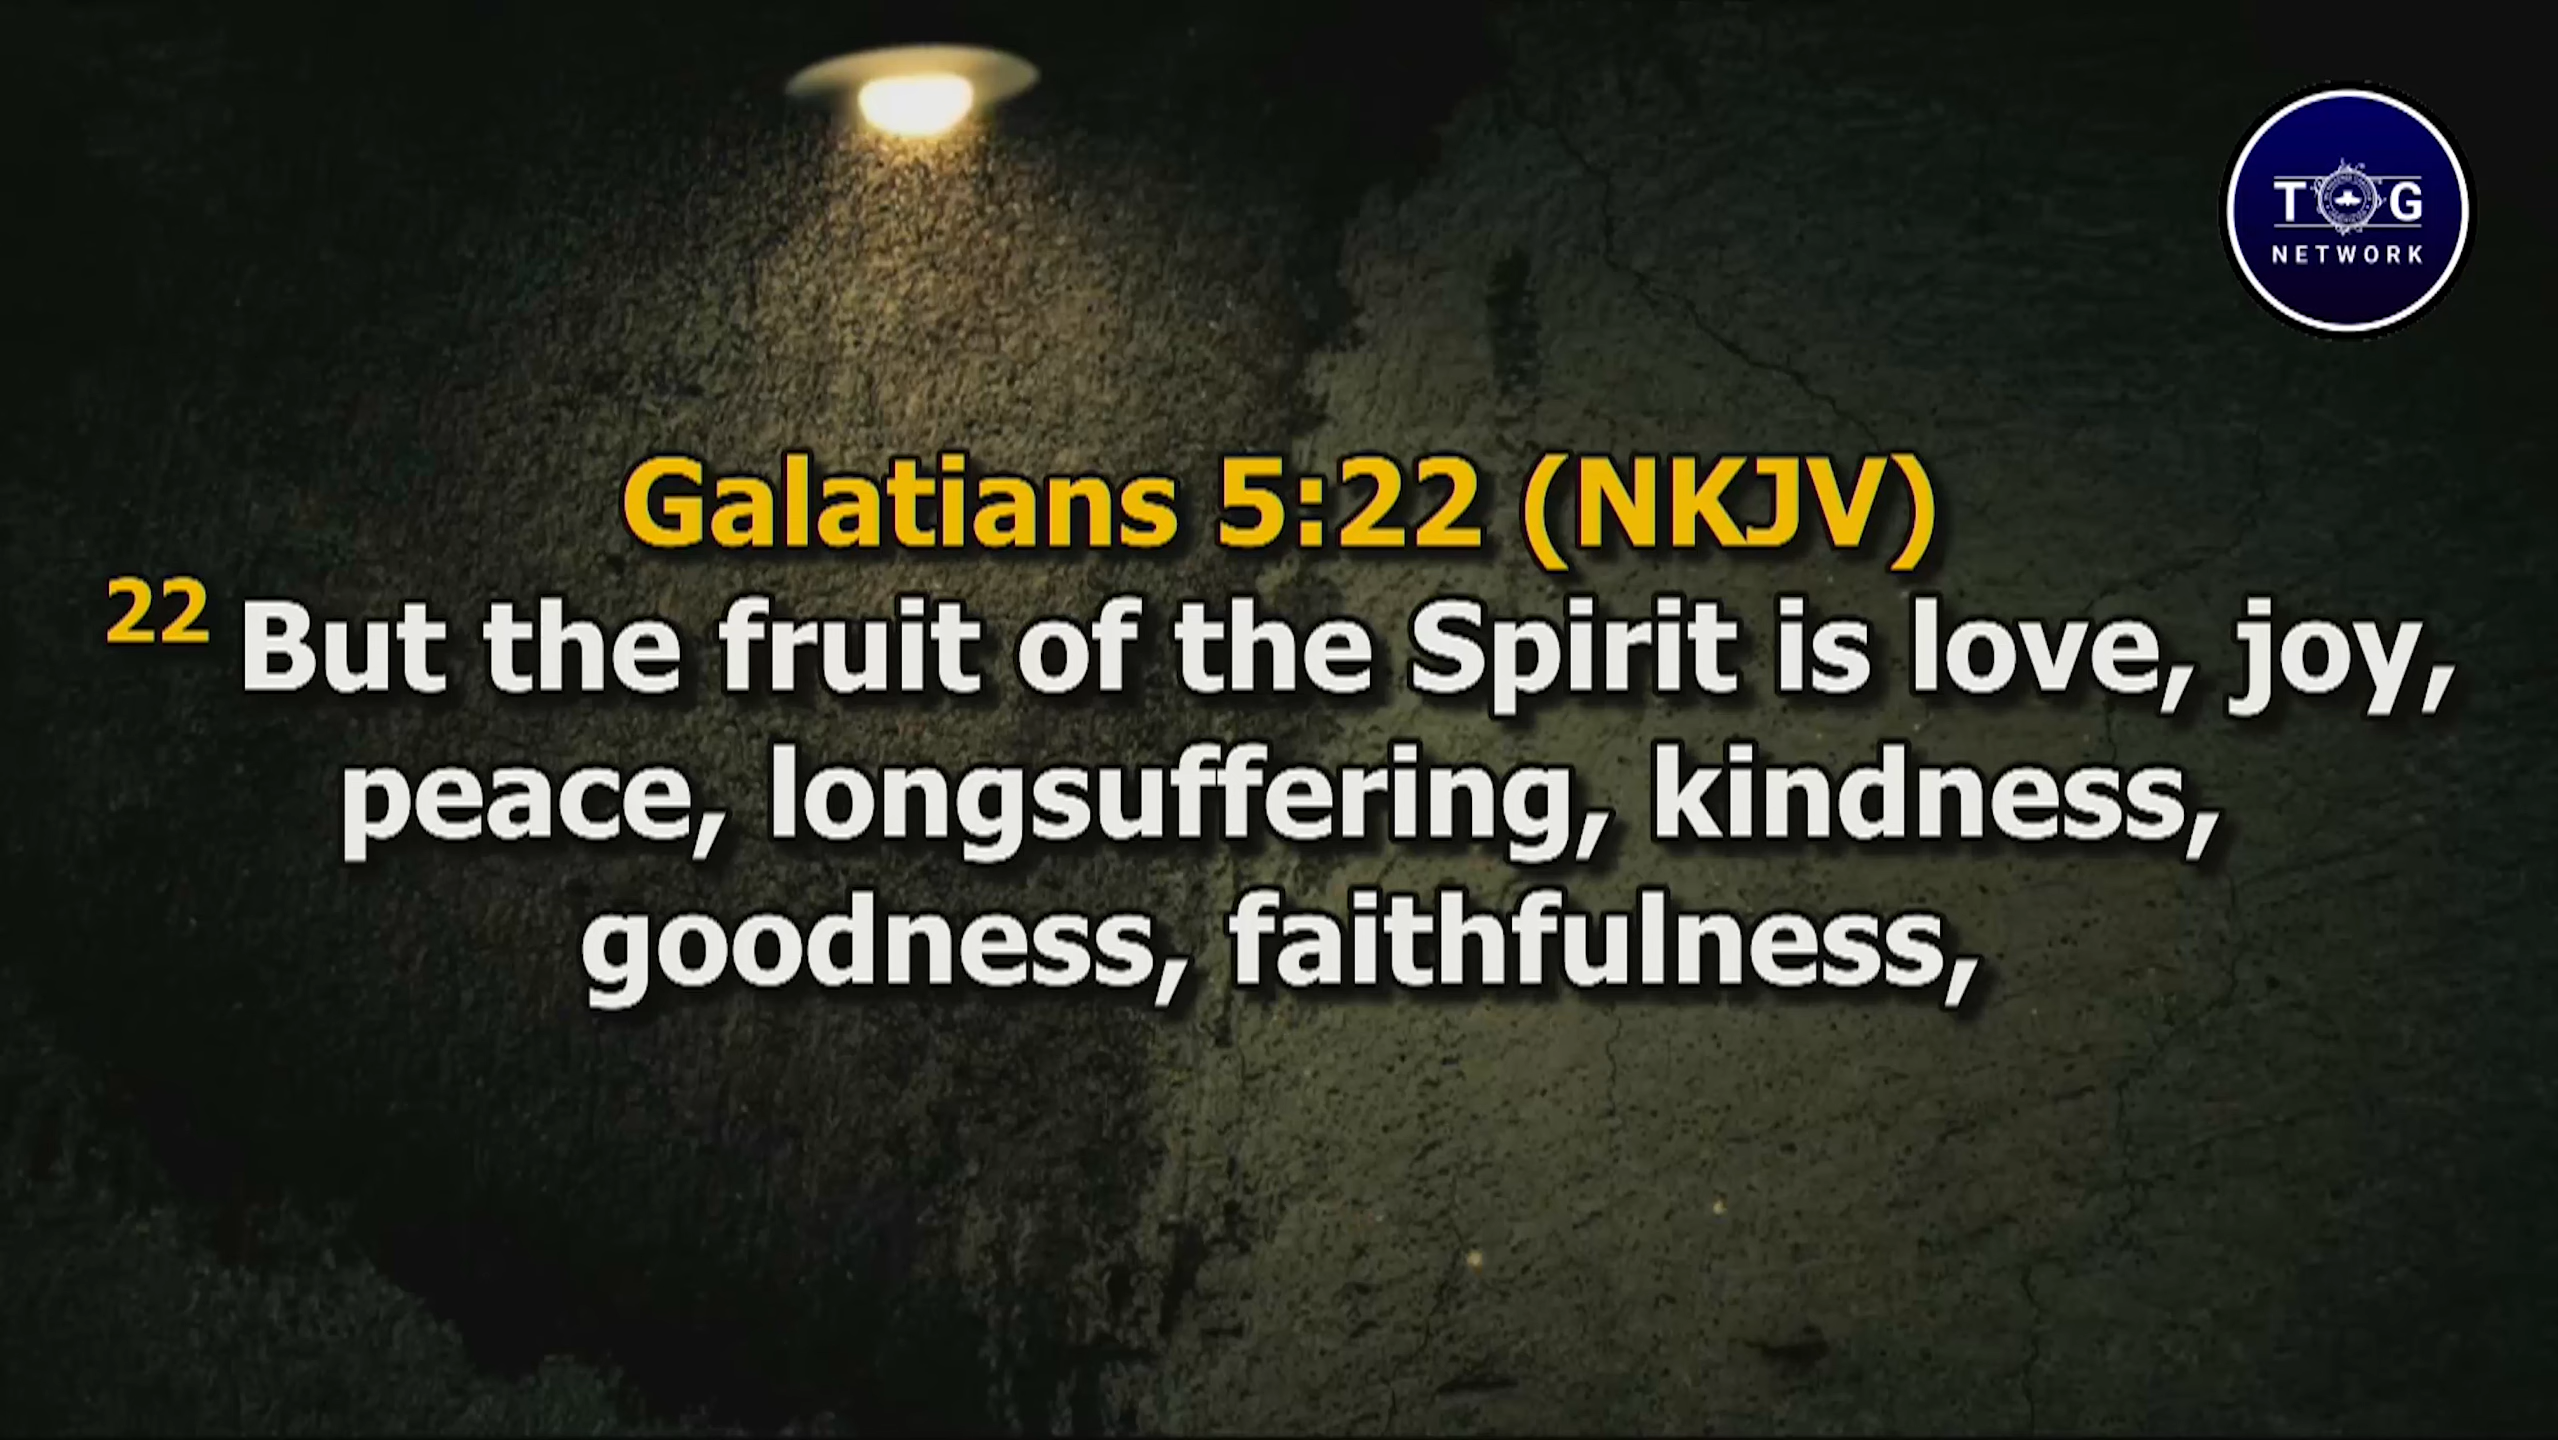 T G
NETWORK
Galatians 5:22 (NKJV)
22 But the fruit of the Spirit is love, joy,
peace, longsuffering, kindness,
goodness, faithfulness,